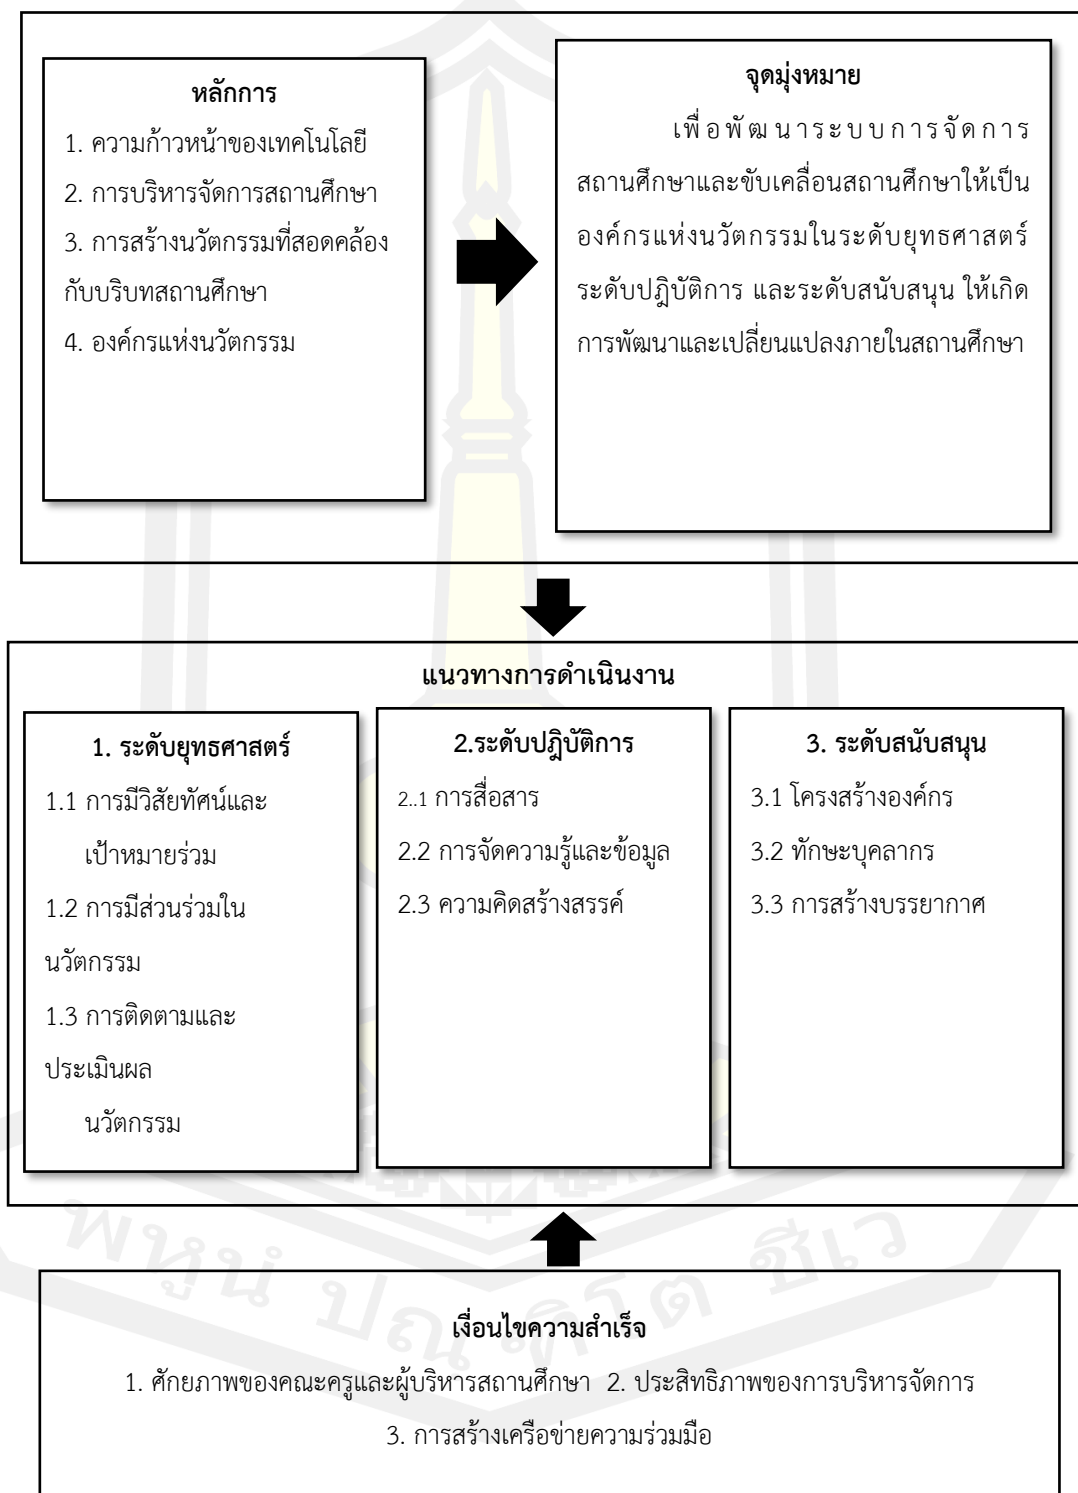 หลักการ
1. ความก้าวหน้าของเทคโนโลยี
2. การบริหารจัดการสถานศึกษา
3. การสร้างนวัตกรรมที่สอดคล้อง
กับบริบทสถานศึกษา
4. องค์กรแห่งนวัตกรรม
จุดมุ่งหมาย
เพื่อพัฒนาระบบการจัดการ
สถานศึกษาและขับเคลื่อนสถานศึกษาให้เป็น
องค์กรแห่งนวัตกรรมในระดับยุทธศาสตร์
ระดับปฎิบัติการ และระดับสนับสนุน ให้เกิด
การพัฒนาและเปลี่ยนแปลงภายในสถานศึกษา
แนวทางการดำเนินงาน
1. ระดับยุทธศาสตร์
1.1 การมีวิสัยทัศน์และ
เป้าหมายร่วม
1.2 การมีส่วนร่วมใน
นวัตกรรม
1.3 การติดตามและ
ประเมินผล
นวัตกรรม
2.ระดับปฎิบัติการ
2..1 การสื่อสาร
2.2 การจัดความรู้และข้อมูล
2.3 ความคิดสร้างสรรค์
3. ระดับสนับสนุน
3.1 โครงสร้างองค์กร
3.2 ทักษะบุคลากร
3.3 การสร้างบรรยากาศ
พหูนํ ปณฺฑิโต ชีเว
เงื่อนไขความสำเร็จ
1. ศักยภาพของคณะครูและผู้บริหารสถานศึกษา 2. ประสิทธิภาพของการบริหารจัดการ
3. การสร้างเครือข่ายความร่วมมือ